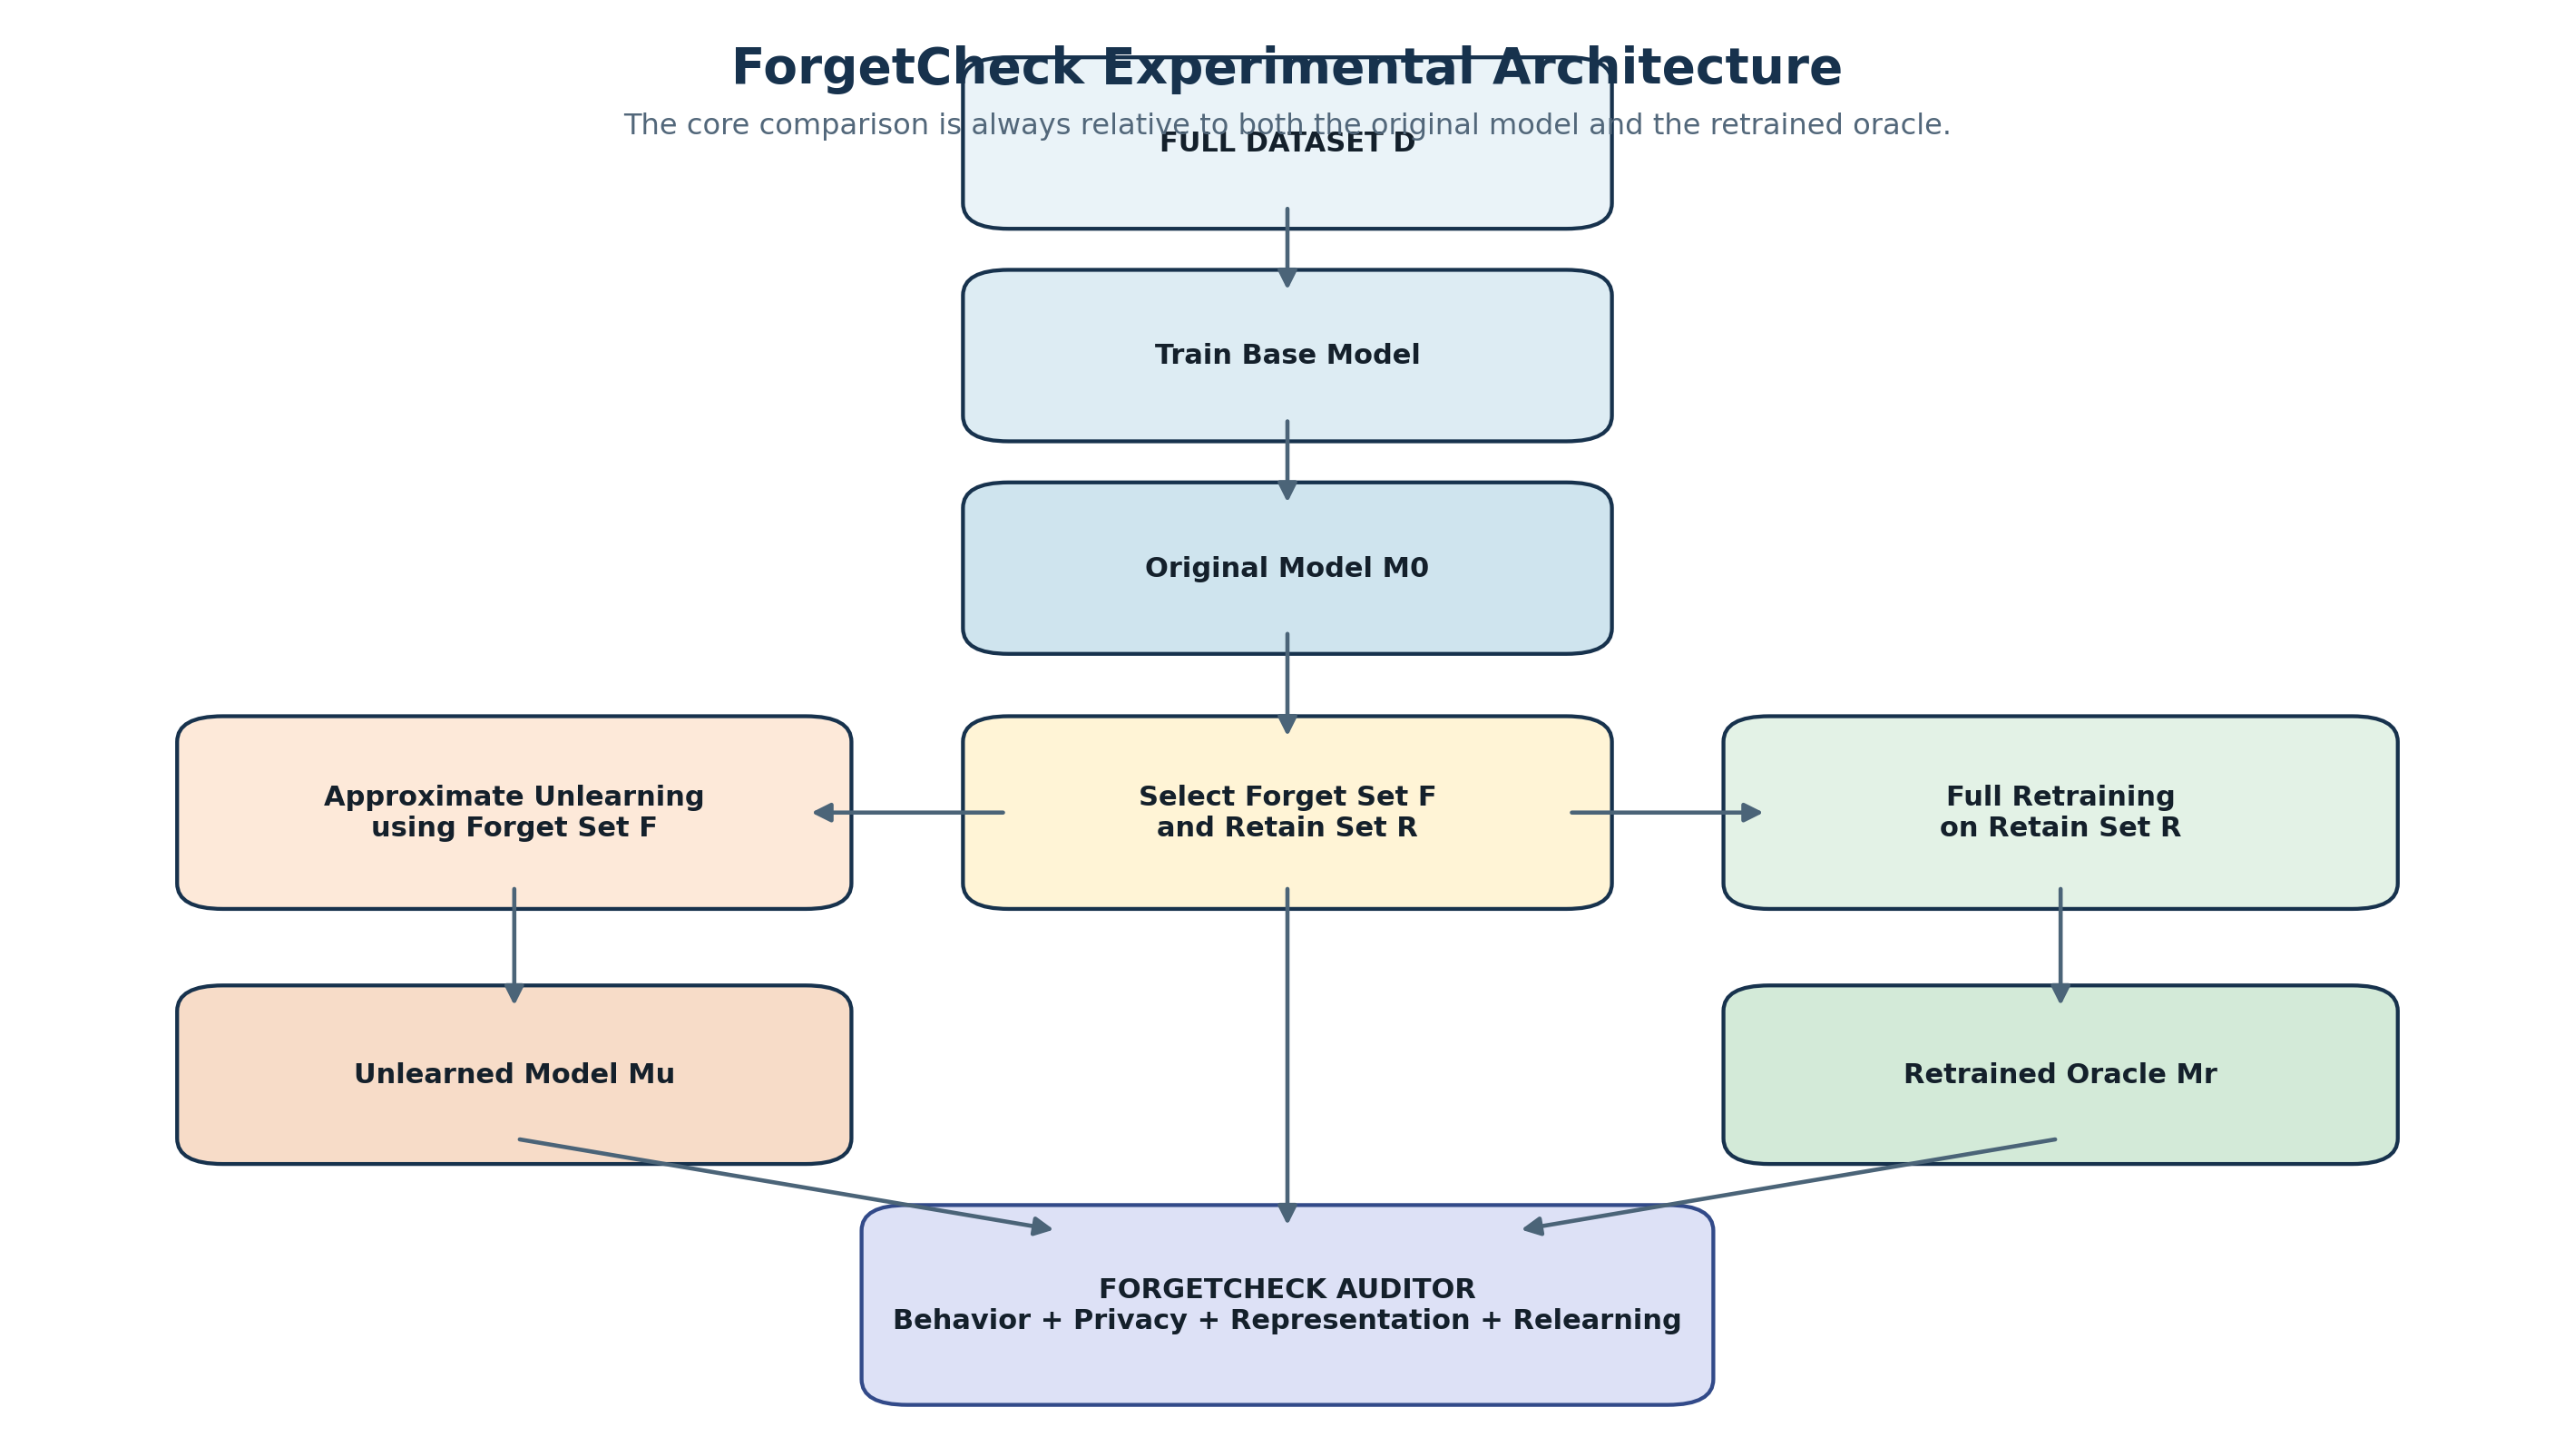 ForgetCheck Experimental Architecture
The core comparison is always relative to both the original model and the retrained oracle.
FULL DATASET D
Train Base Model
Original Model M0
Approximate Unlearning
using Forget Set F
Select Forget Set F
and Retain Set R
Full Retraining
on Retain Set R
Unlearned Model Mu
Retrained Oracle Mr
FORGETCHECK AUDITOR
Behavior + Privacy + Representation + Relearning